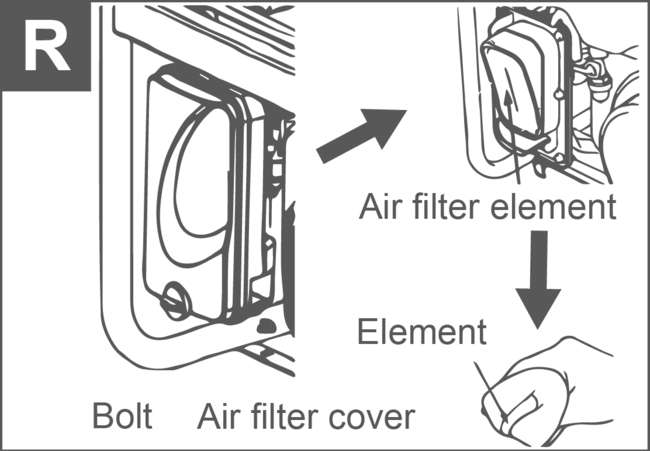 R
Air filter element
Element
Bolt Air filter cover